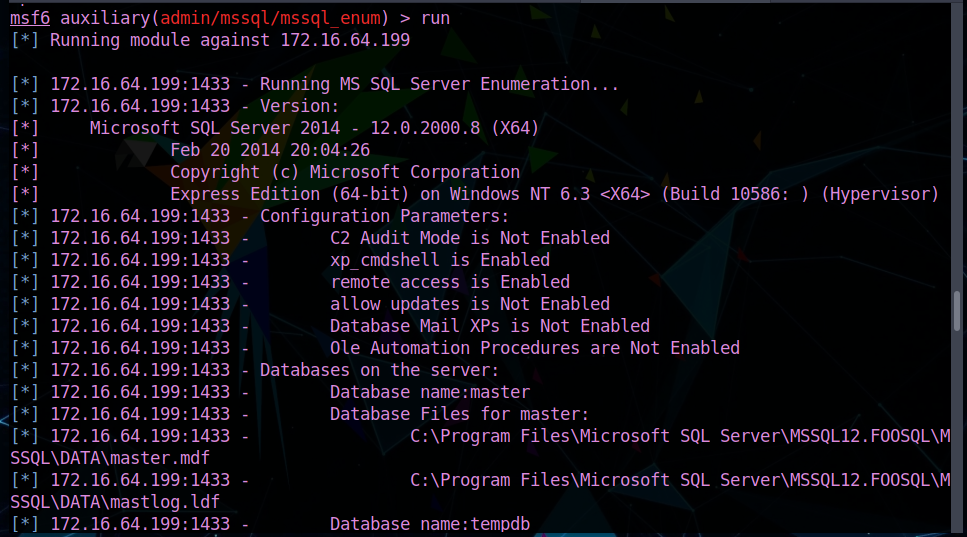 msf6 auxiliary(admin/mssql/mssql_enum) > run
[*] Running module against 172.16.64.199
[*] 172.16.64.199:1433 - Running MS SQL Server Enumeration...
[*] 172.16.64.199:1433 - Version:
[*]     Microsoft SQL Server 2014 - 12.0.2000.8 (X64)
[*]             Feb 20 2014 20:04:26
[*]             Copyright (c) Microsoft Corporation
[*]             Express Edition (64-bit) on Windows NT 6.3 <X64> (Build 10586: ) (Hypervisor)
[*] 172.16.64.199:1433 - Configuration Parameters:
[*] 172.16.64.199:1433 -        C2 Audit Mode is Not Enabled
[*] 172.16.64.199:1433 -        xp_cmdshell is Enabled
[*] 172.16.64.199:1433 -        remote access is Enabled
[*] 172.16.64.199:1433 -        allow updates is Not Enabled
[*] 172.16.64.199:1433 -        Database Mail XPs is Not Enabled
[*] 172.16.64.199:1433 -        Ole Automation Procedures are Not Enabled
[*] 172.16.64.199:1433 - Databases on the server:
[*] 172.16.64.199:1433 -        Database name:master
[*] 172.16.64.199:1433 -        Database Files for master:
[*] 172.16.64.199:1433 -                C:\Program Files\Microsoft SQL Server\MSSQL12.FOOSQL\M
SSQL\DATA\master.mdf
[*] 172.16.64.199:1433 -                C:\Program Files\Microsoft SQL Server\MSSQL12.FOOSQL\M
SSQL\DATA\mastlog.ldf
[*] 172.16.64.199:1433 -        Database name:tempdb